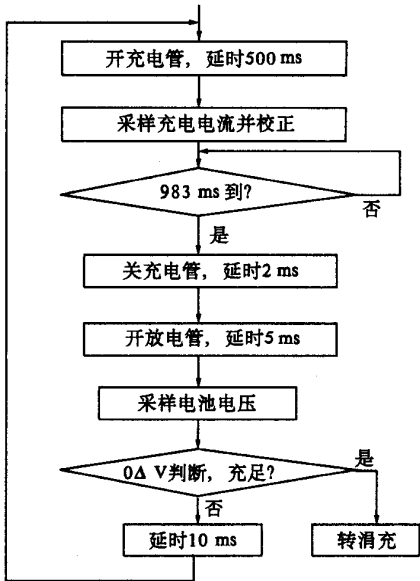 开充电管，延时500 ms
采样充电电流并校正
983 ms 到?
否
是
关充电管，延时2 ms
开放电管，延时5 ms
采样电池电压
0Δ V判断，充足?
是
否
延时10 ms
转涓充